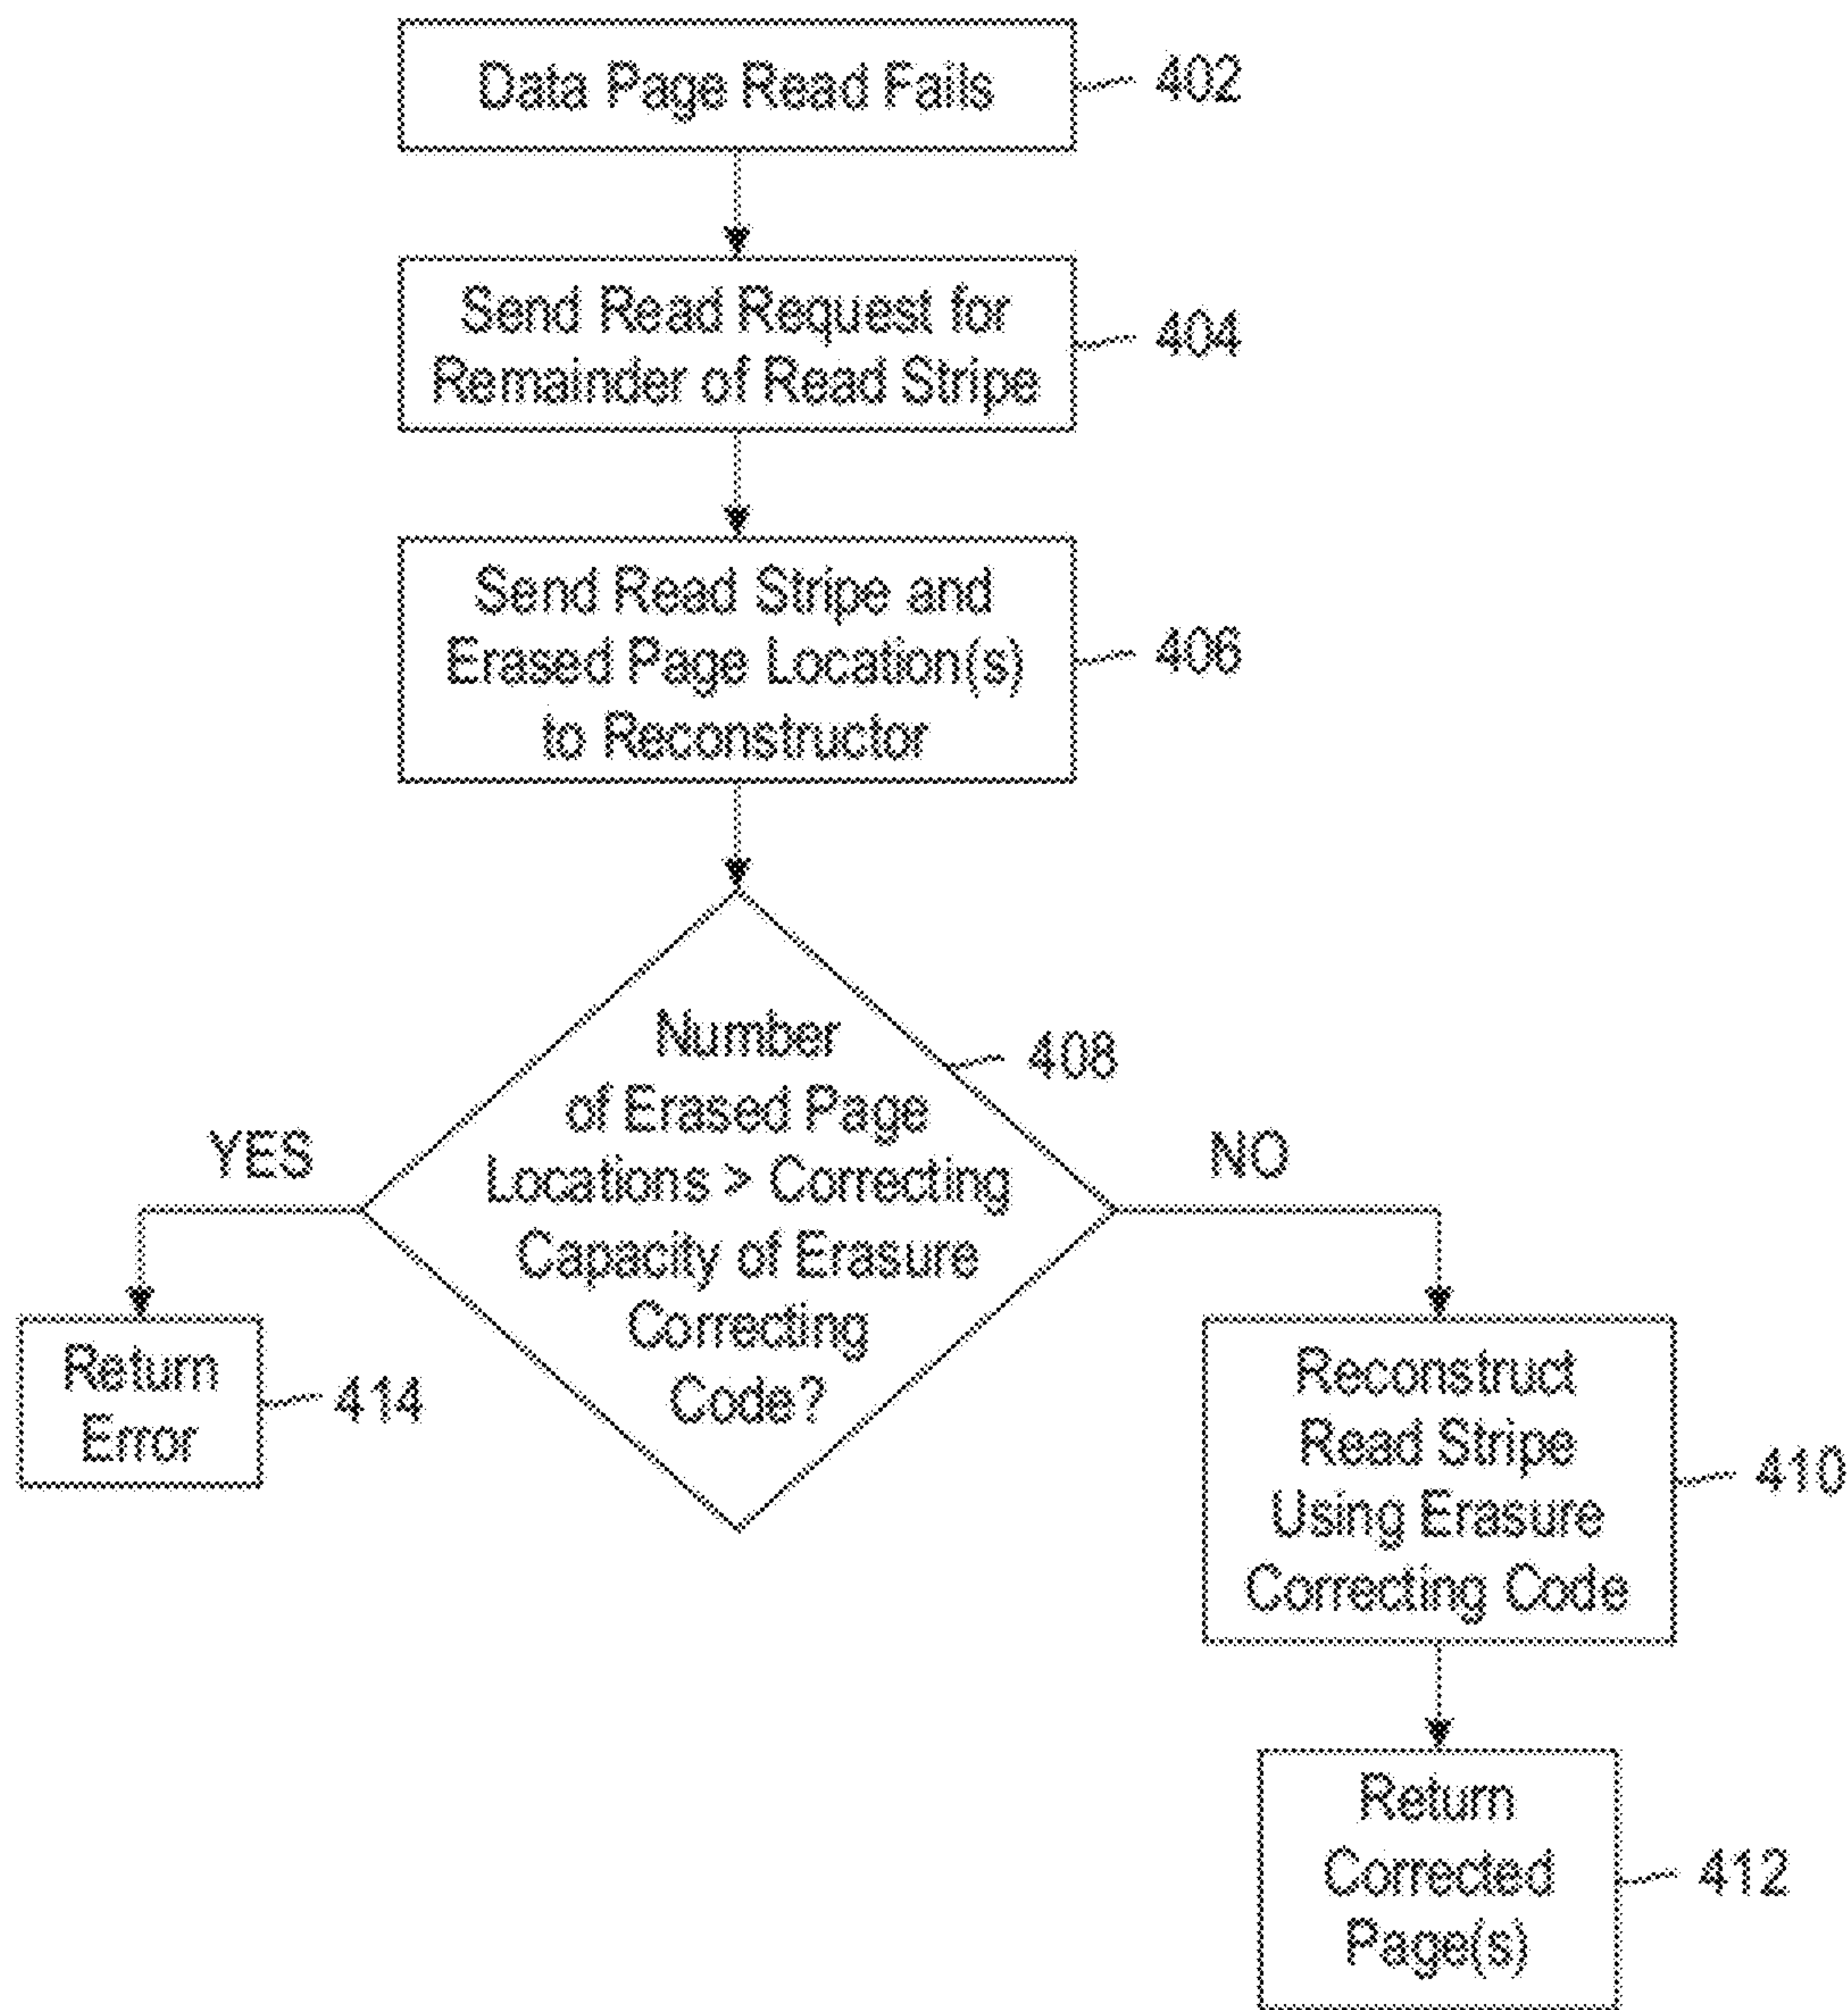 Data Page Read Fails
402
Send Read Request for
Remainder of Read Stripe
404
Send Read Stripe and
Erased Page Location(s)
to Reconstructor
406
Number
of Erased Page
Locations > Correcting
Capacity of Erasure
Correcting
Code?
408
YES
NO
Return
Error
414
Reconstruct
Read Stripe
Using Erasure
Correcting Code
410
Return
Corrected
Page(s)
412